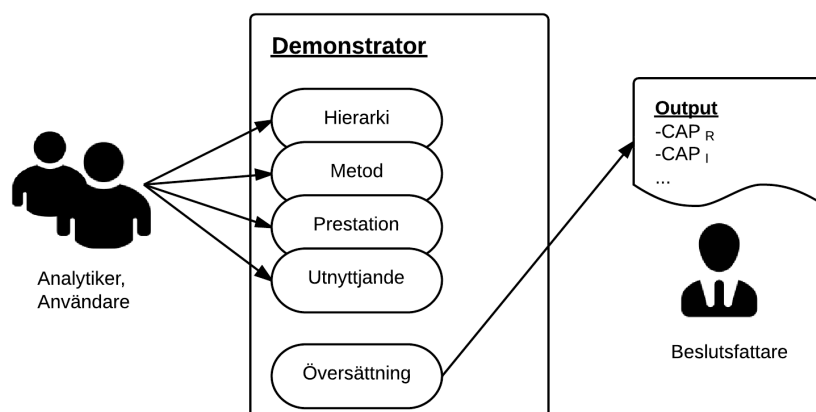 Demonstrator
Hierarki
Metod
Prestation
Utnyttjande
Översättning
Analytiker,
Användare
Output
-CAP R
-CAP I
...
Beslutsfattare